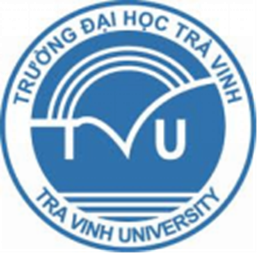 TRƯỜNG ĐẠI HỌC TRÀ VINH
TVU
TRA VINH UNIVERSITY